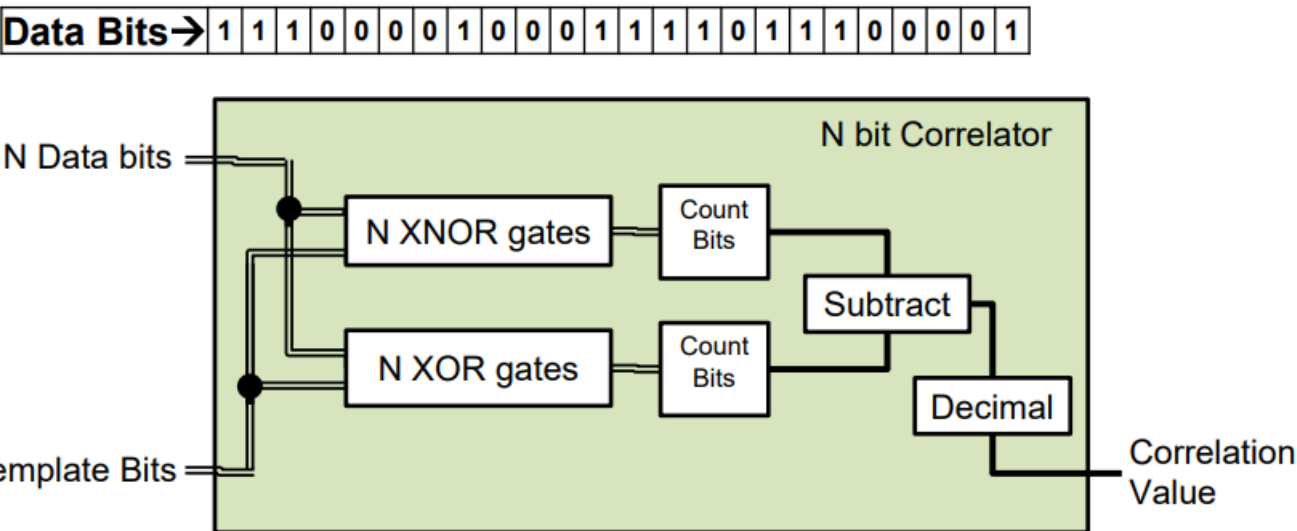 Data Bits→ 1 1 1 0 0 0 0 1 0 0 0 1 1 1 1 0 1 1 1 0 0 0 0 1
N bit Correlator
N Data bits
N XNOR gates
Count
Bits
Subtract
N XOR gates
Count
Bits
Decimal
emplate Bits
Correlation
Value